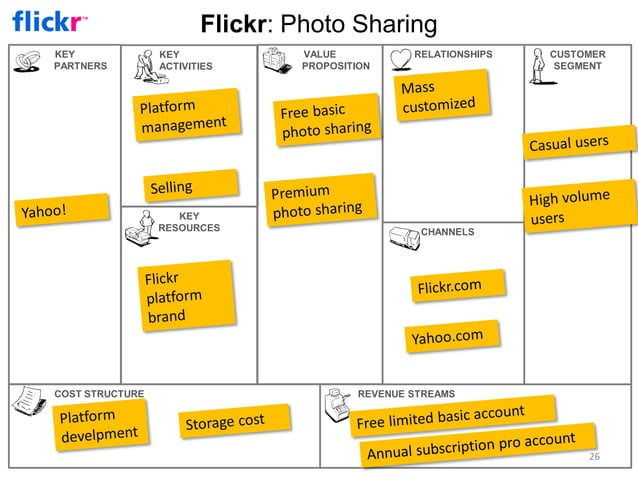 flickr™
Flickr: Photo Sharing
KEY
PARTNERS
Yahoo!
KEY
ACTIVITIES
Platform
management
Selling
KEY
RESOURCES
Flickr
platform
brand
VALUE
PROPOSITION
Free basic
photo sharing
Premium
photo sharing
RELATIONSHIPS
Mass
customized
CHANNELS
Flickr.com
Yahoo.com
CUSTOMER
SEGMENT
Casual users
High volume
users
COST STRUCTURE
Platform
develpment
Storage cost
REVENUE STREAMS
Free limited basic account
Annual subscription pro account
26